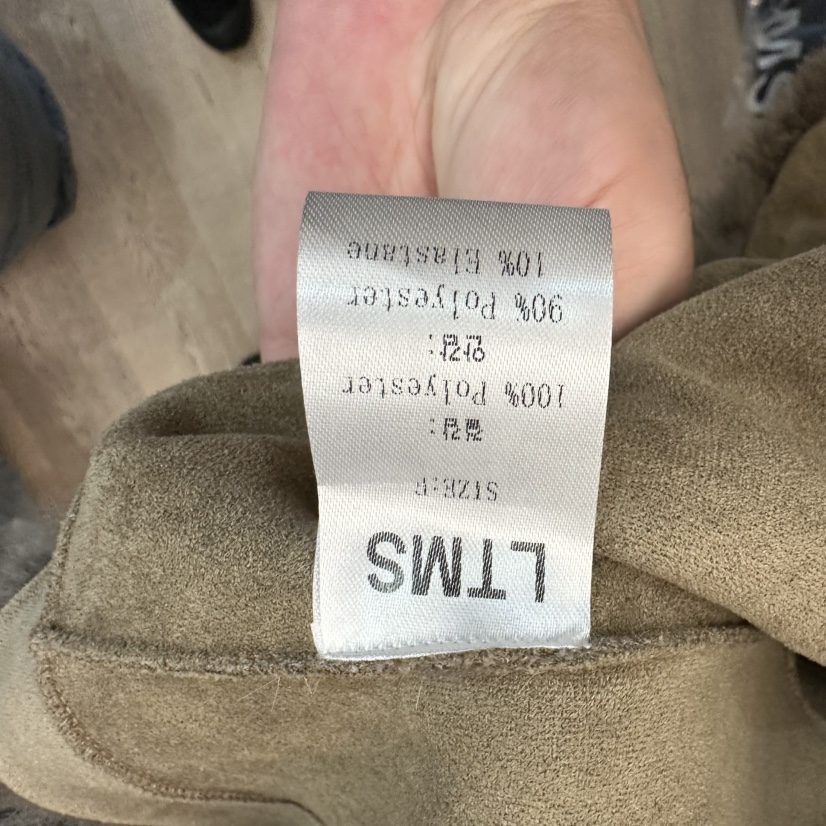 LTMS
SIZE:F
겉감:
100% Polyester
안감:
90% Polyester
10% Elastane